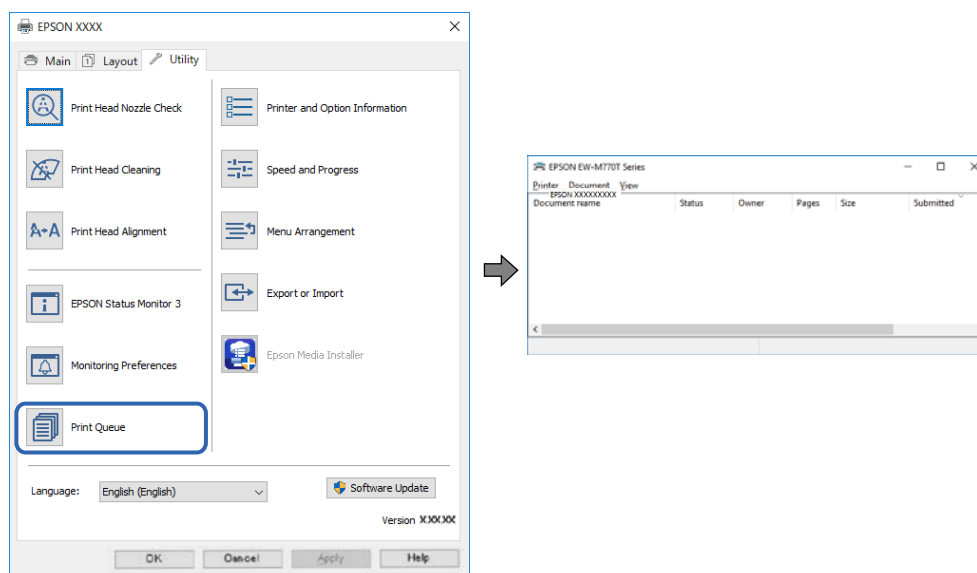 EPSON XXXX
Main
Layout
Utility
Print Head Nozzle Check
Print Head Cleaning
Print Head Alignment
EPSON Status Monitor 3
Monitoring Preferences
Print Queue
Printer and Option Information
Speed and Progress
Menu Arrangement
Export or Import
Epson Media Installer
Language: English (English)
Software Update
Version X.XX.XX
OK Cancel Apply Help
EPSON EW-M770T Series
Printer Document View
EPSON XXXXXXXXX
Document Name Status Owner Pages Size Submitted